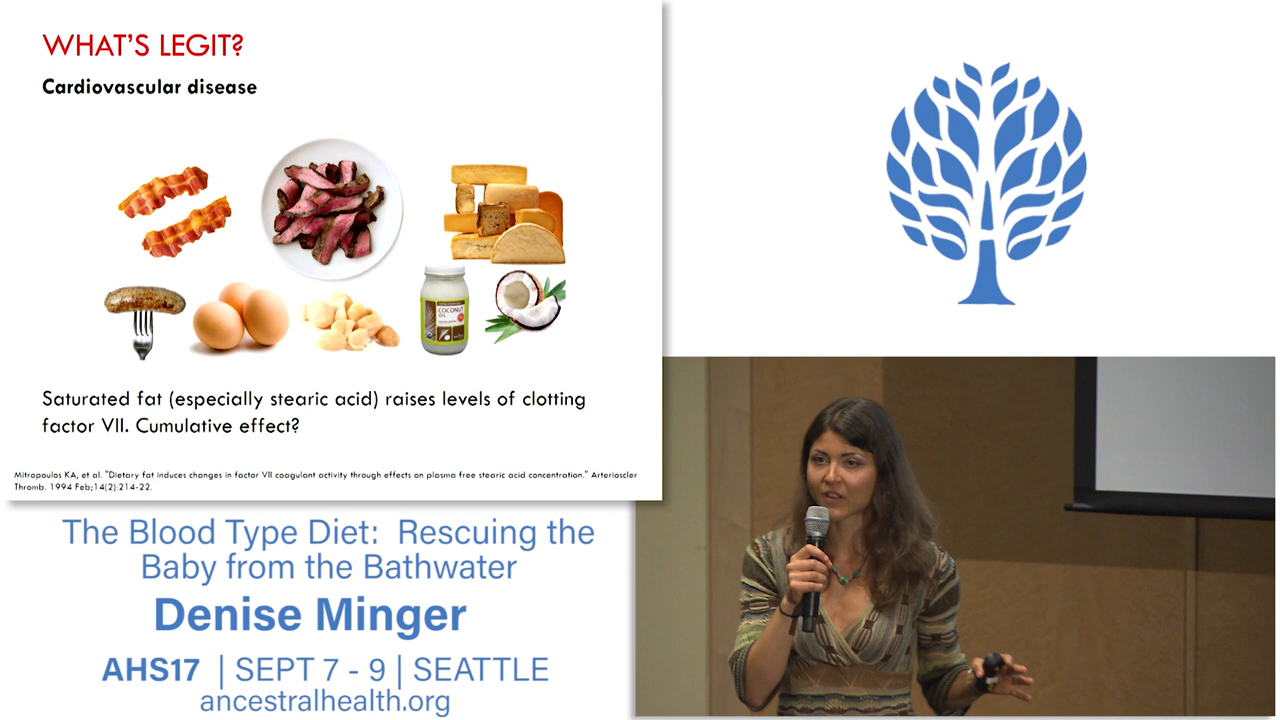 WHAT'S LEGIT?
Cardiovascular disease
COCONUT
OIL
Saturated fat (especially stearic acid) raises levels of clotting
factor VII. Cumulative effect?
Mitropoulos KA, et al. "Dietary fat induces changes in factor VII coagulant activity through effects on plasma free stearic acid concentration." Arterioscler
Thromb. 1994 Feb;14(2):214-22.
The Blood Type Diet: Rescuing the
Baby from the Bathwater
Denise Minger
AHS17 | SEPT 7 - 9 | SEATTLE
ancestralhealth.org